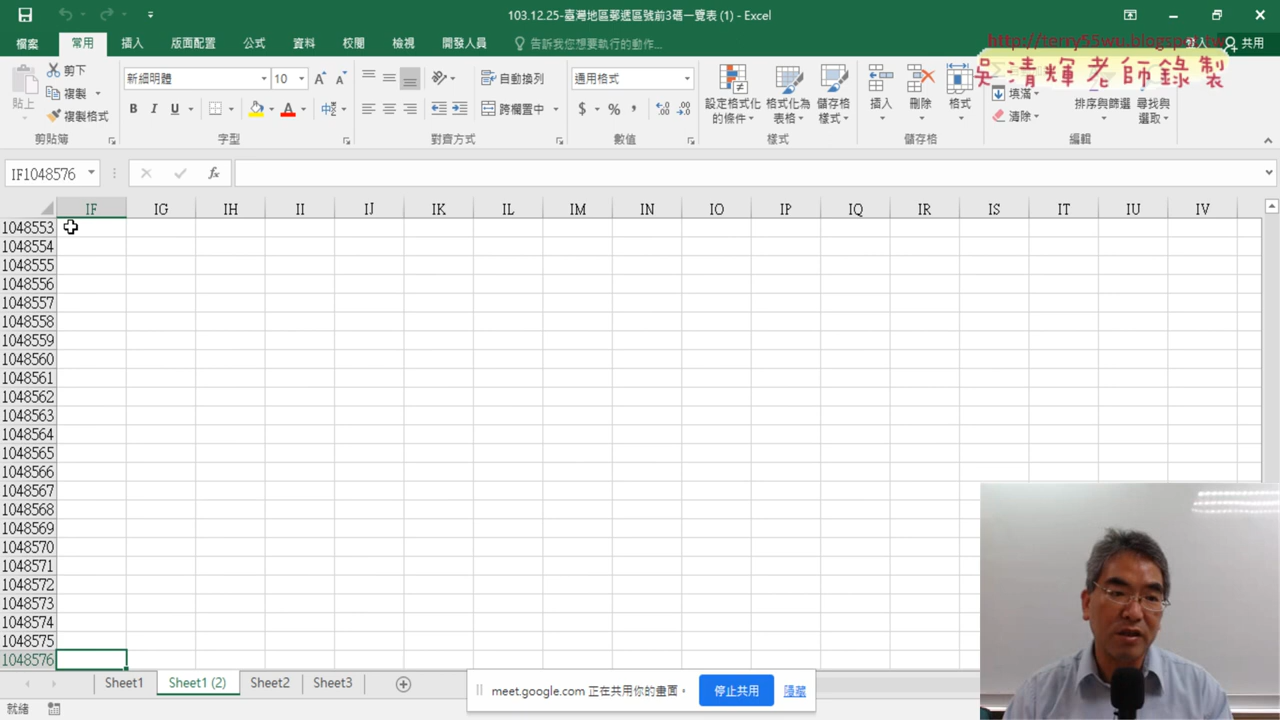 103.12.25-臺灣地區郵遞區號前3碼一覽表 (1) - Excel
http://terry55wu.blogspot.tw
吳清輝老師錄製
檔案 常用 插入 版面配置 公式 資料 校閱 檢視 開發人員 告訴我您想要執行的動作... 登入 共用
貼上 剪下 複製 複製格式
新細明體 10
B I U
自動換列
跨欄置中
通用格式
$ % ,
設定格式化的條件 格式化為表格 儲存格樣式
插入 刪除 格式
填滿 清除
排序與篩選 尋找與選取
剪貼簿 字型 對齊方式 數值 樣式 儲存格 編輯
IF1048576 fx
IF IG IH II IJ IK IL IM IN IO IP IQ IR IS IT IU IV
1048553
1048554
1048555
1048556
1048557
1048558
1048559
1048560
1048561
1048562
1048563
1048564
1048565
1048566
1048567
1048568
1048569
1048570
1048571
1048572
1048573
1048574
1048575
1048576
Sheet1 Sheet1 (2) Sheet2 Sheet3
meet.google.com 正在共用你的畫面。 停止共用 隱藏
就緒